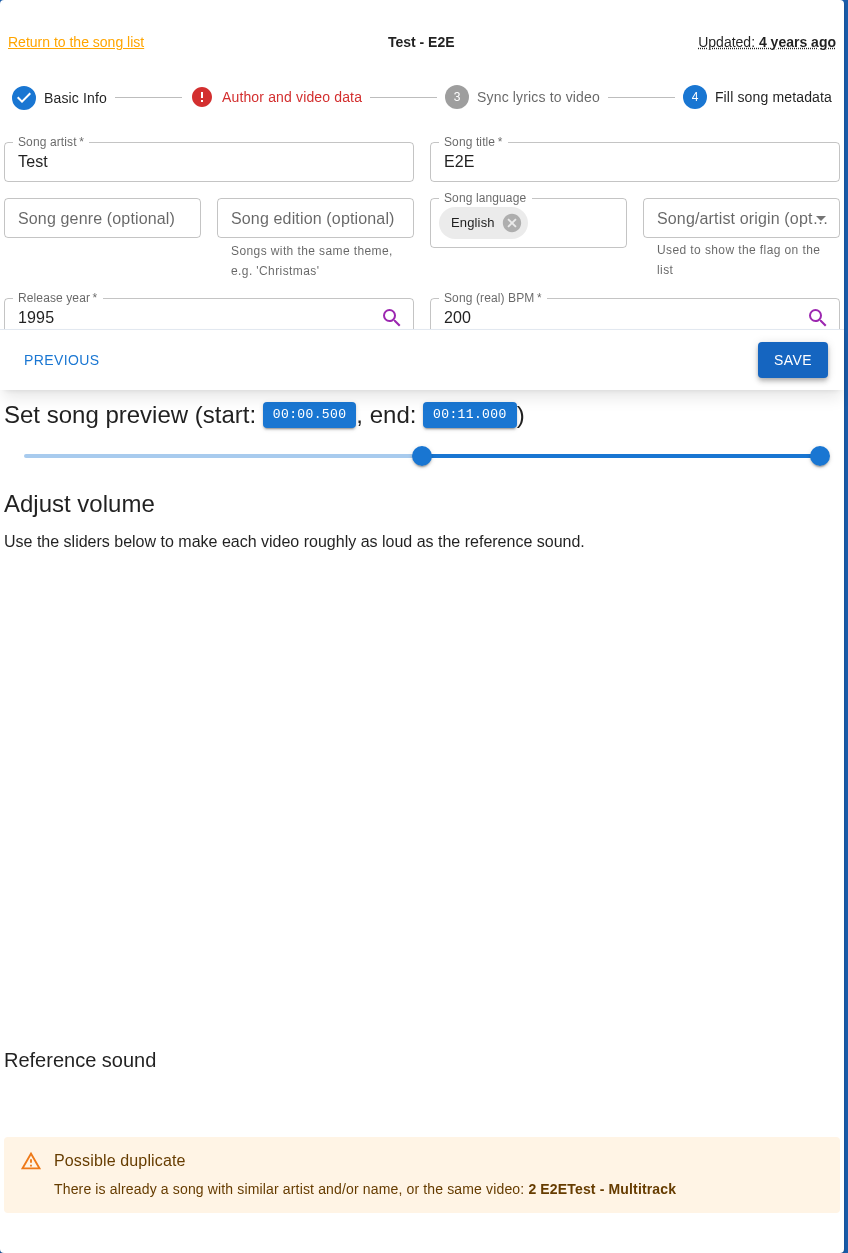 Return to the song list
Test - E2E
Updated: 4 years ago
Basic Info
Author and video data
3 Sync lyrics to video
4 Fill song metadata
Song artist *
Test
Song title *
E2E
Song genre (optional)
Song edition (optional)
Songs with the same theme,
e.g. 'Christmas'
Song language
English
Song/artist origin (opt...
Used to show the flag on the
list
Release year *
1995
Song (real) BPM *
200
PREVIOUS
SAVE
Set song preview (start: 00:00.500 , end: 00:11.000 )
Adjust volume
Use the sliders below to make each video roughly as loud as the reference sound.
Reference sound
Possible duplicate
There is already a song with similar artist and/or name, or the same video: 2 E2ETest - Multitrack